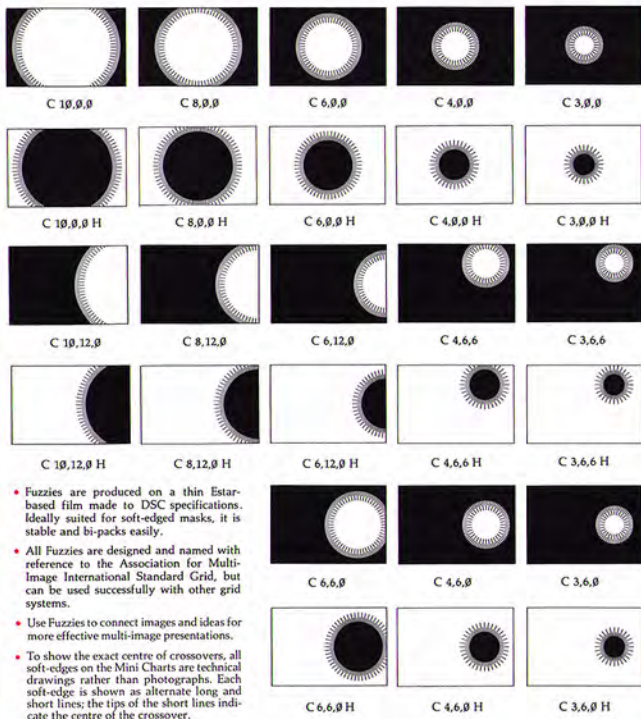 C 10,0,0 C 8,0,0 C 6,0,0 C 4,0,0 C 3,0,0
C 10,0,0 H C 8,0,0 H C 6,0,0 H C 4,0,0 H C 3,0,0 H
C 10,12,0 C 8,12,0 C 6,12,0 C 4,6,6 C 3,6,6
C 10,12,0 H C 8,12,0 H C 6,12,0 H C 4,6,6 H C 3,6,6 H
• Fuzzies are produced on a thin Estar-
based film made to DSC specifications.
Ideally suited for soft-edged masks, it is
stable and bi-packs easily.
• All Fuzzies are designed and named with
reference to the Association for Multi-
Image International Standard Grid, but
can be used successfully with other grid
systems.
• Use Fuzzies to connect images and ideas for
more effective multi-image presentations.
• To show the exact centre of crossovers, all
soft-edges on the Mini Charts are technical
drawings rather than photographs. Each
soft-edge is shown as alternate long and
short lines; the tips of the short lines indi-
cate the centre of the crossover.
C 6,6,0 C 4,6,0 C 3,6,0
C 6,6,0 H C 4,6,0 H C 3,6,0 H